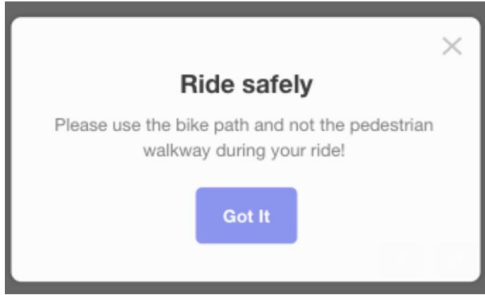 Ride safely
Please use the bike path and not the pedestrian
walkway during your ride!
Got It